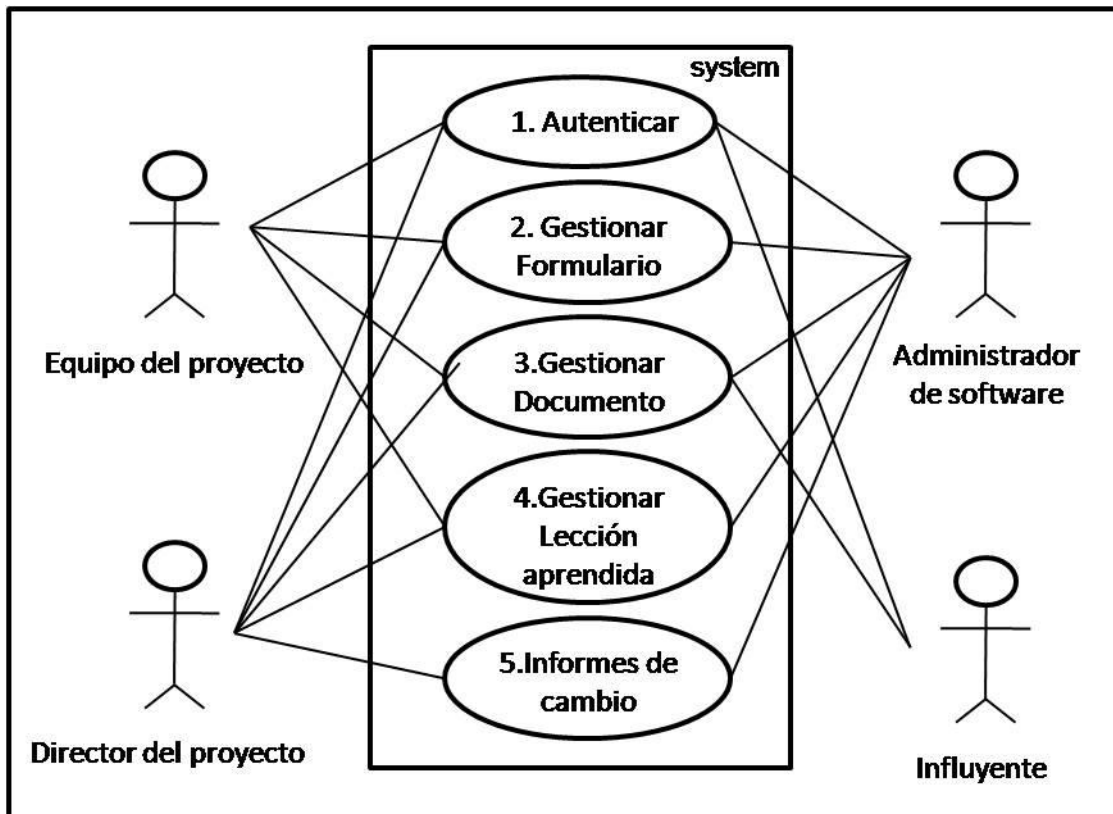 system
1. Autenticar
2. Gestionar
Formulario
3.Gestionar
Documento
4.Gestionar
Lección
aprendida
5.Informes de
cambio
Equipo del proyecto
Director del proyecto
Administrador
de software
Influyente